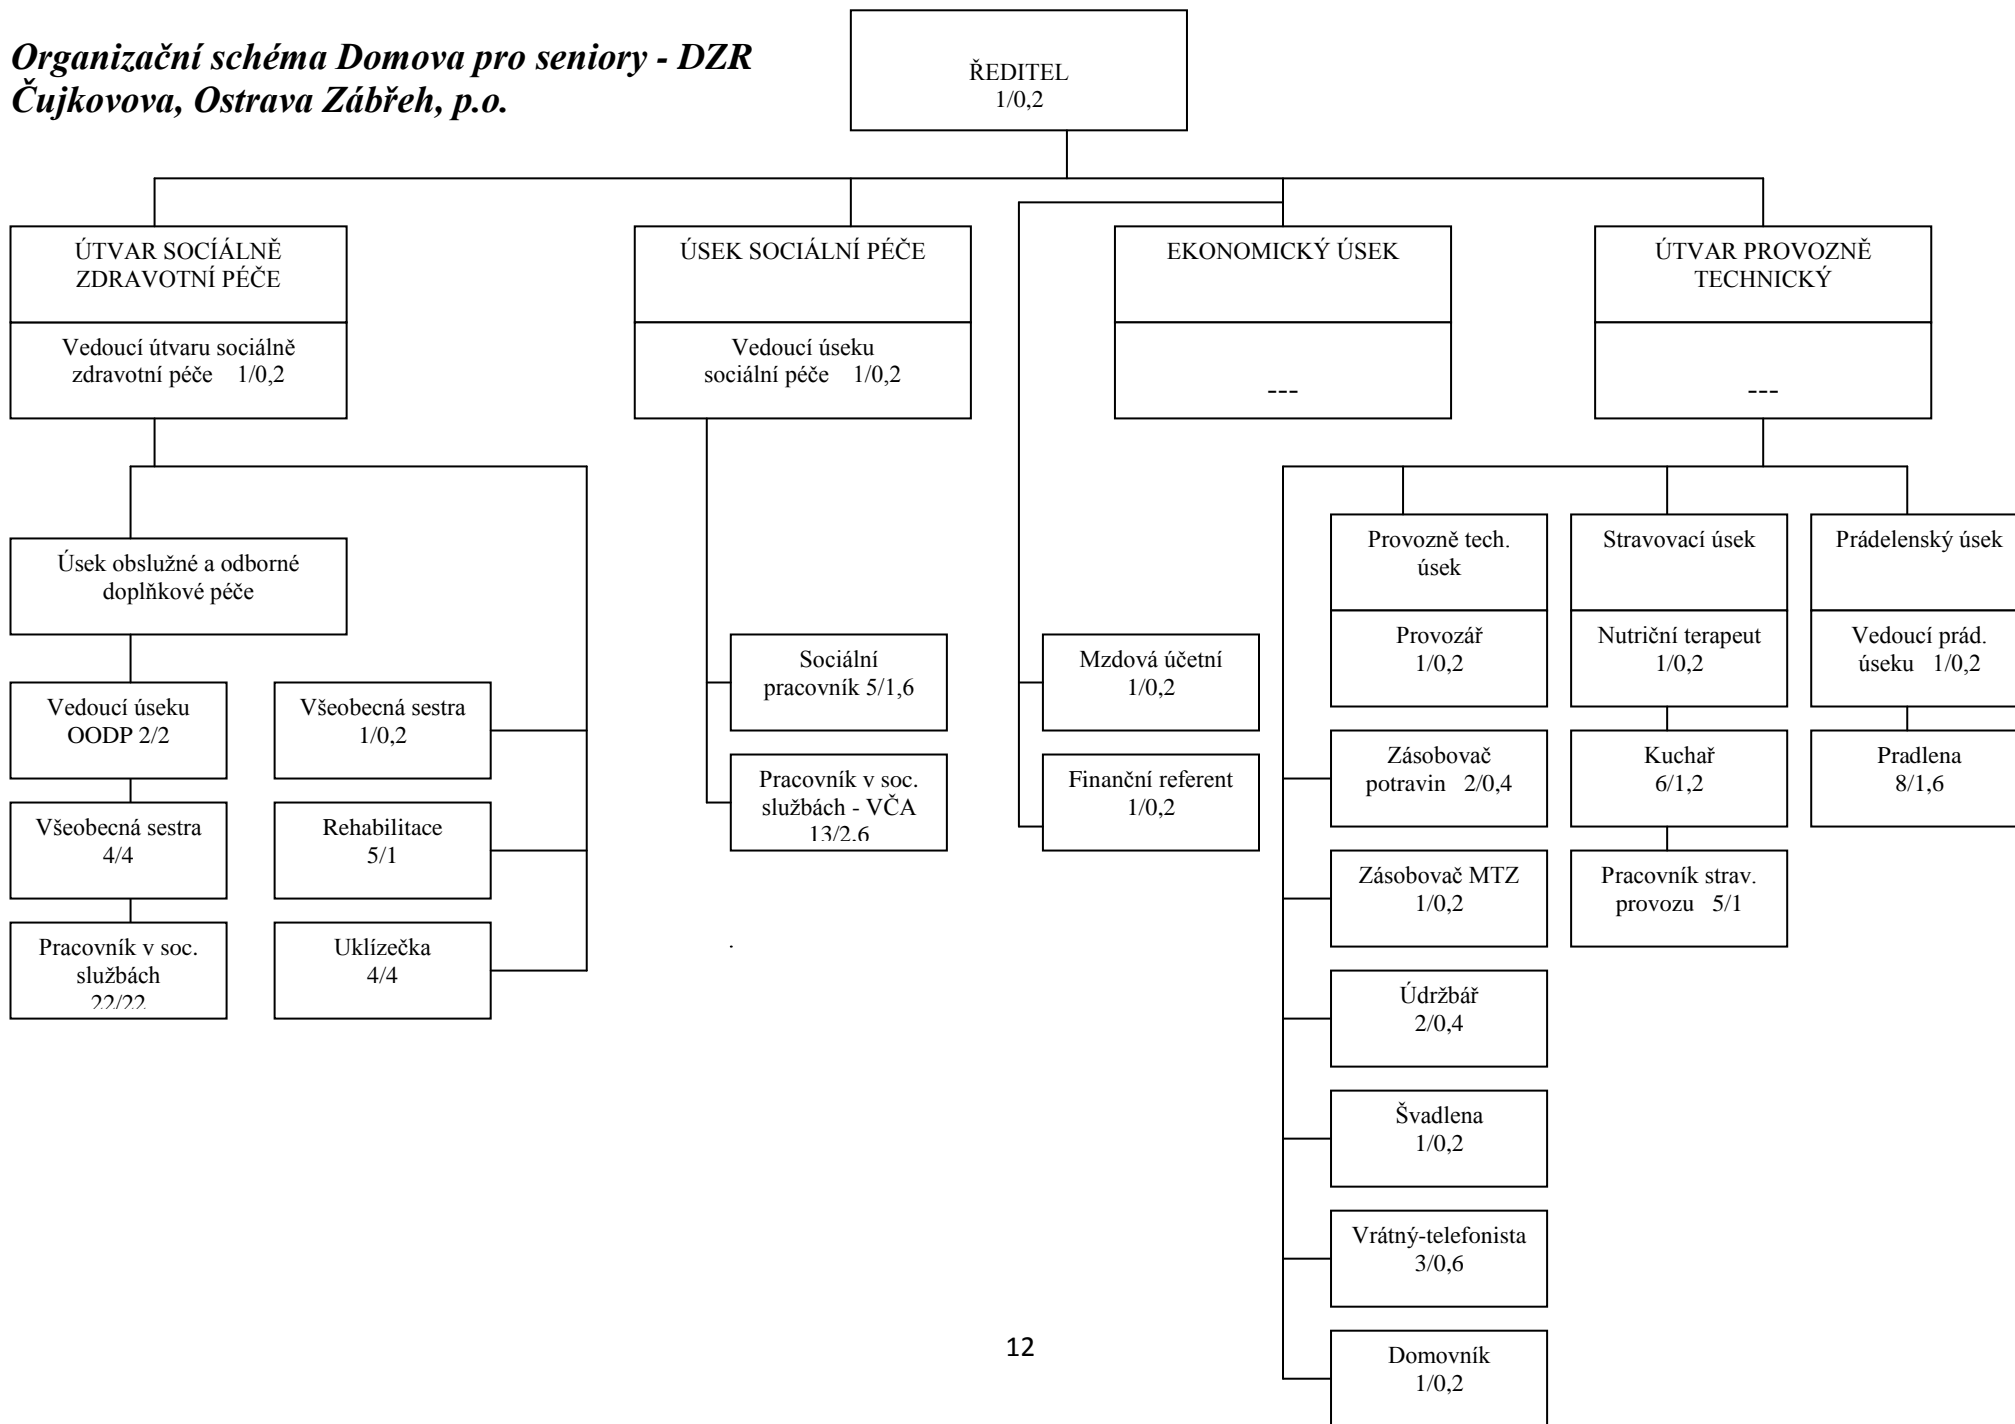 Organizační schéma Domova pro seniory - DZR
Čujkovova, Ostrava Zábřeh, p.o.
ŘEDITEL
1/0,2
ÚTVAR SOCÍÁLNĚ
ZDRAVOTNÍ PÉČE
Vedoucí útvaru sociálně
zdravotní péče 1/0,2
ÚSEK SOCIÁLNÍ PÉČE
Vedoucí úseku
sociální péče 1/0,2
EKONOMICKÝ ÚSEK
---
ÚTVAR PROVOZNĚ
TECHNICKÝ
---
Úsek obslužné a odborné
doplňkové péče
Vedoucí úseku
OODP 2/2
Všeobecná sestra
4/4
Pracovník v soc.
službách
22/22
Všeobecná sestra
1/0,2
Rehabilitace
5/1
Uklízečka
4/4
Sociální
pracovník 5/1,6
Pracovník v soc.
službách - VČA
13/2,6
.
Mzdová účetní
1/0,2
Finanční referent
1/0,2
Provozně tech.
úsek
Provozář
1/0,2
Zásobovač
potravin 2/0,4
Zásobovač MTZ
1/0,2
Údržbář
2/0,4
Švadlena
1/0,2
Vrátný-telefonista
3/0,6
Domovník
1/0,2
Stravovací úsek
Nutriční terapeut
1/0,2
Kuchař
6/1,2
Pracovník strav.
provozu 5/1
Prádelenský úsek
Vedoucí prád.
úseku 1/0,2
Pradlena
8/1,6
12